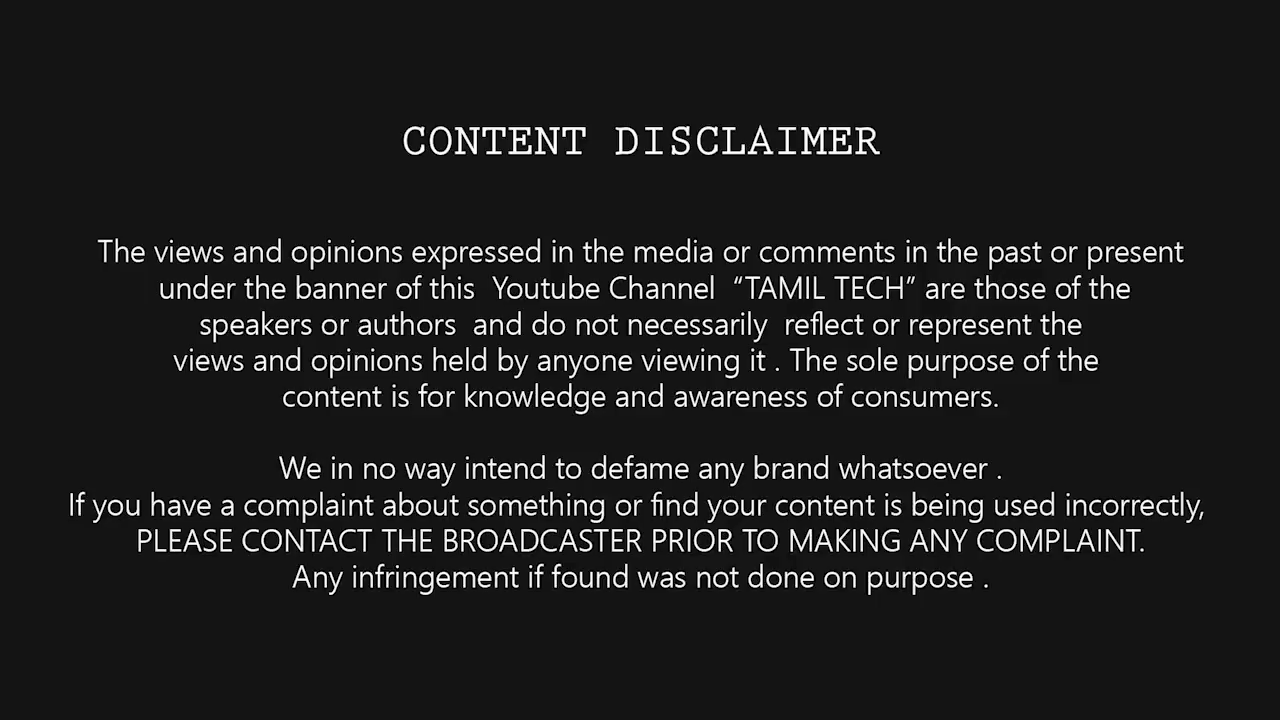 CONTENT DISCLAIMER
The views and opinions expressed in the media or comments in the past or present
under the banner of this  Youtube Channel  “TAMIL TECH” are those of the
speakers or authors  and do not necessarily  reflect or represent the
views and opinions held by anyone viewing it . The sole purpose of the
content is for knowledge and awareness of consumers.
We in no way intend to defame any brand whatsoever .
If you have a complaint about something or find your content is being used incorrectly,
PLEASE CONTACT THE BROADCASTER PRIOR TO MAKING ANY COMPLAINT.
Any infringement if found was not done on purpose .